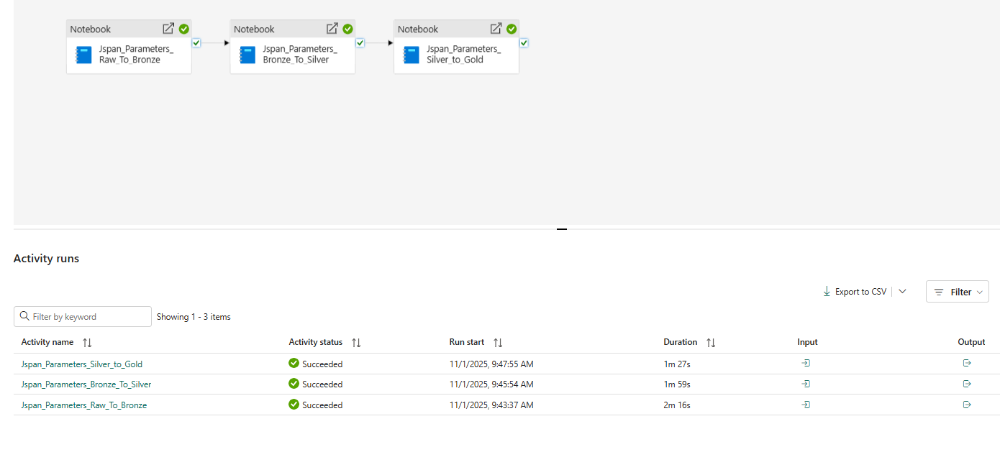 Notebook
Jspan_Parameters_
Raw_To_Bronze
Notebook
Jspan_Parameters_
Bronze_To_Silver
Notebook
Jspan_Parameters_
Silver_to_Gold
Activity runs
Export to CSV
Filter
Filter by keyword
Showing 1 - 3 items
Activity name Activity status Run start Duration Input Output
Jspan_Parameters_Silver_to_Gold Succeeded 11/1/2025, 9:47:55 AM 1m 27s
Jspan_Parameters_Bronze_To_Silver Succeeded 11/1/2025, 9:45:54 AM 1m 59s
Jspan_Parameters_Raw_To_Bronze Succeeded 11/1/2025, 9:43:37 AM 2m 16s